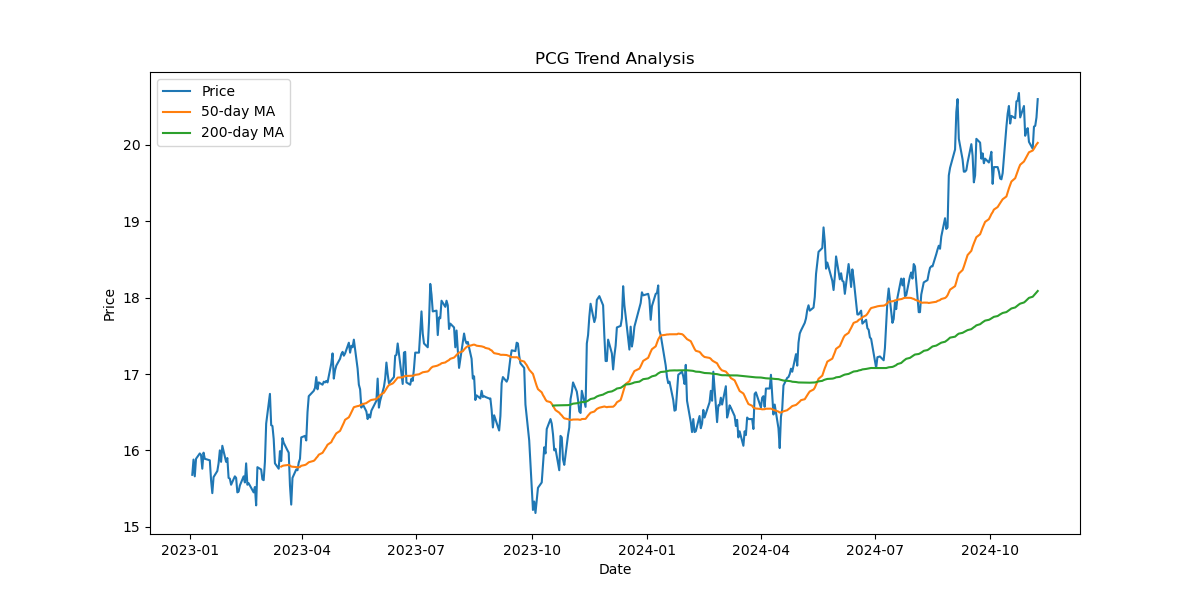 PCG Trend Analysis
Price
50-day MA
200-day MA
20
19
18
17
16
15
Price
2023-01
2023-04
2023-07
2023-10
2024-01
2024-04
2024-07
2024-10
Date